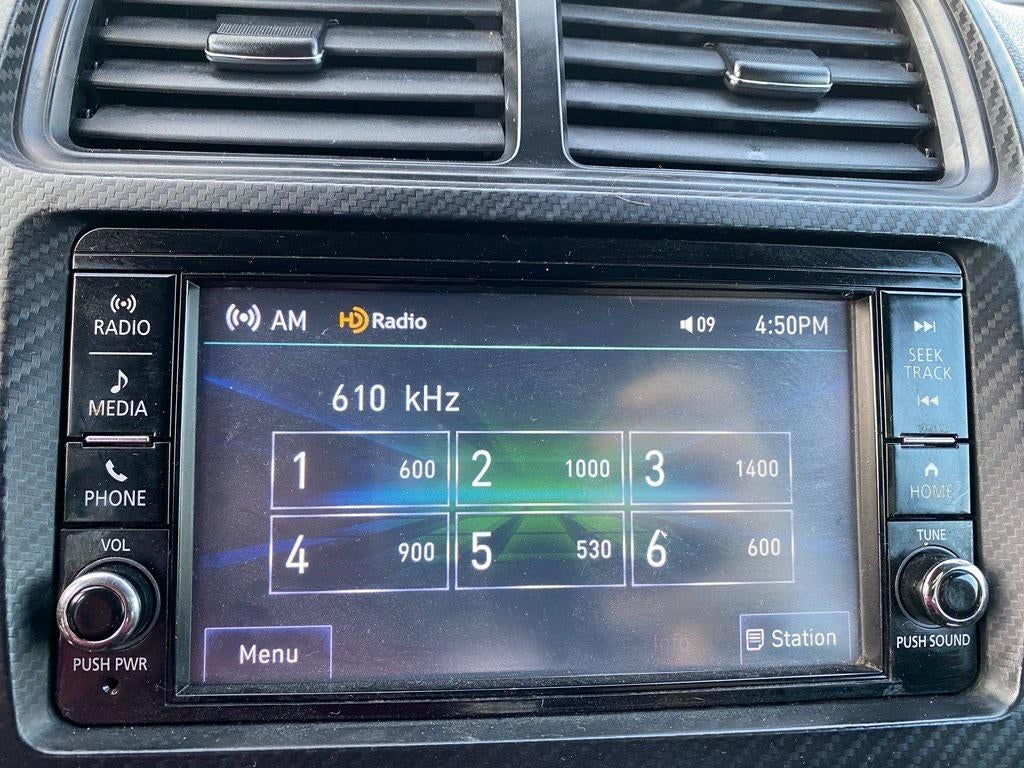 RADIO
MEDIA
PHONE
VOL
PUSH PWR
AM HD Radio 09 4:50PM
610 kHz
1 600 2 1000 3 1400
4 900 5 530 6 600
Menu Info Station
SEEK
TRACK
HOME
TUNE
PUSH SOUND